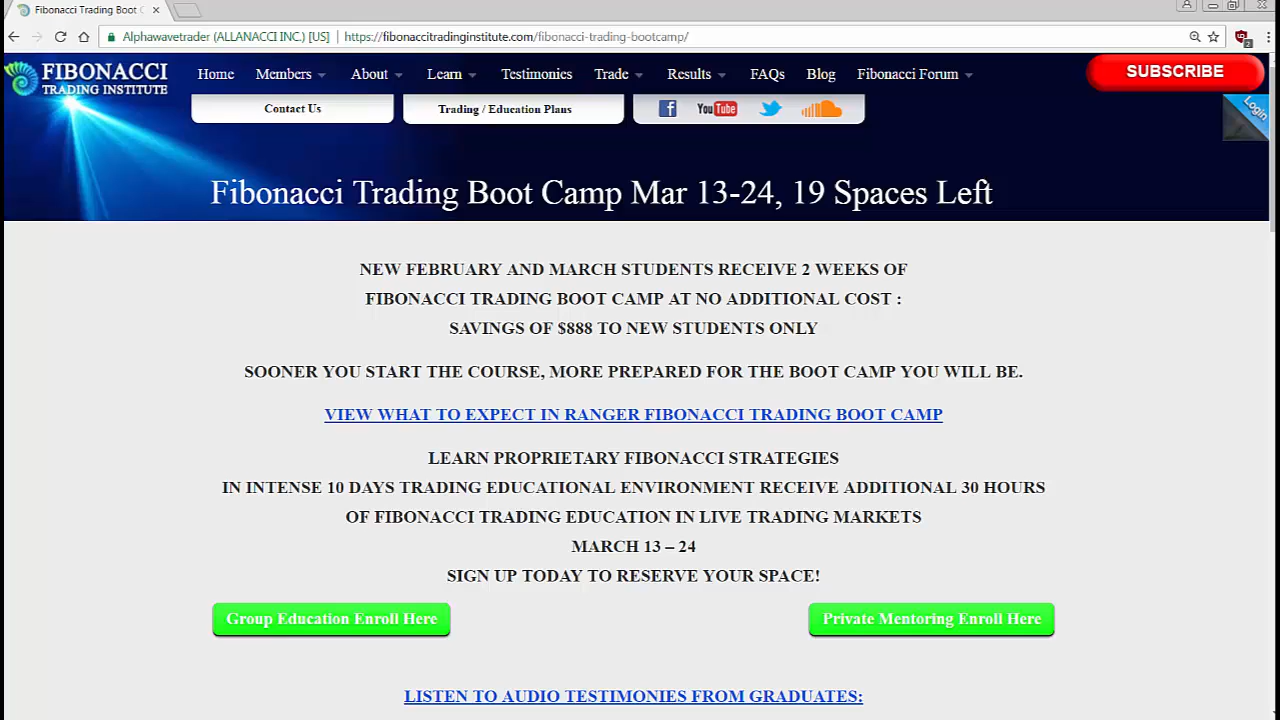 Fibonacci Trading Boot C
Alphawavetrader (ALLANACCI INC.) [US]
https://fibonaccitradinginstitute.com/fibonacci-trading-bootcamp/
2
FIBONACCI
TRADING INSTITUTE
Home Members About Learn Testimonies Trade Results FAQs Blog Fibonacci Forum
SUBSCRIBE
Contact Us
Trading / Education Plans
YouTube
Login
Fibonacci Trading Boot Camp Mar 13-24, 19 Spaces Left
NEW FEBRUARY AND MARCH STUDENTS RECEIVE 2 WEEKS OF
FIBONACCI TRADING BOOT CAMP AT NO ADDITIONAL COST :
SAVINGS OF $888 TO NEW STUDENTS ONLY
SOONER YOU START THE COURSE, MORE PREPARED FOR THE BOOT CAMP YOU WILL BE.
VIEW WHAT TO EXPECT IN RANGER FIBONACCI TRADING BOOT CAMP
LEARN PROPRIETARY FIBONACCI STRATEGIES
IN INTENSE 10 DAYS TRADING EDUCATIONAL ENVIRONMENT RECEIVE ADDITIONAL 30 HOURS
OF FIBONACCI TRADING EDUCATION IN LIVE TRADING MARKETS
MARCH 13 – 24
SIGN UP TODAY TO RESERVE YOUR SPACE!
Group Education Enroll Here
Private Mentoring Enroll Here
LISTEN TO AUDIO TESTIMONIES FROM GRADUATES: